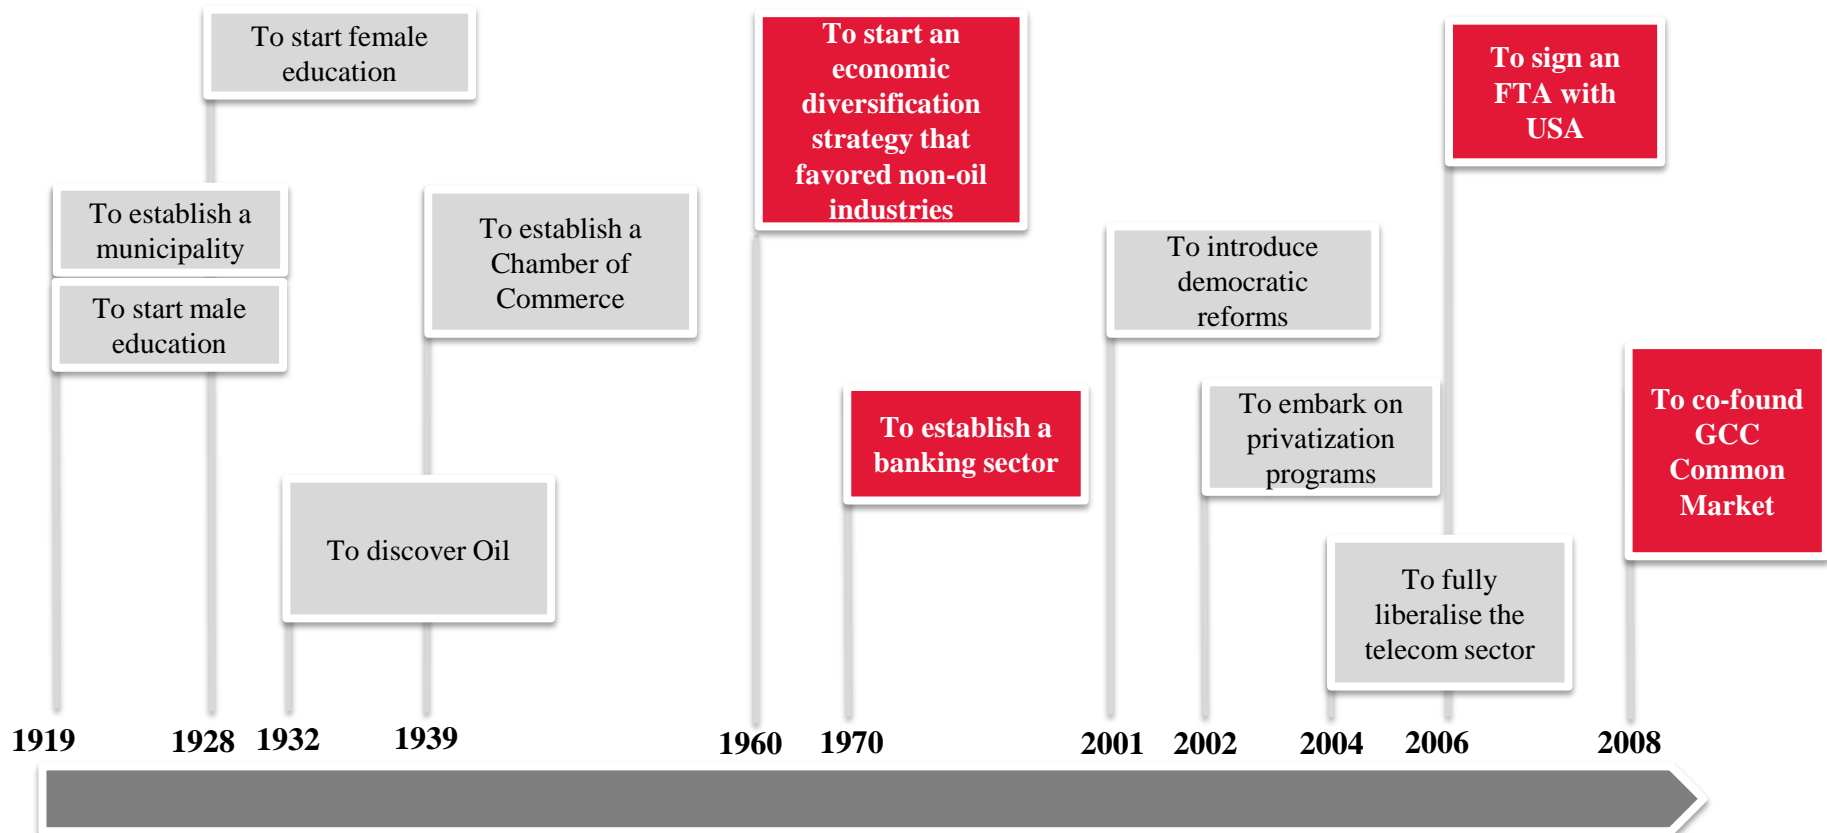 To start female
education
To establish a
municipality
To start male
education
To discover Oil
To establish a
Chamber of
Commerce
To start an
economic
diversification
strategy that
favored non-oil
industries
To establish a
banking sector
To introduce
democratic
reforms
To embark on
privatization
programs
To fully
liberalise the
telecom sector
To sign an
FTA with
USA
To co-found
GCC
Common
Market
1919 1928 1932 1939 1960 1970 2001 2002 2004 2006 2008